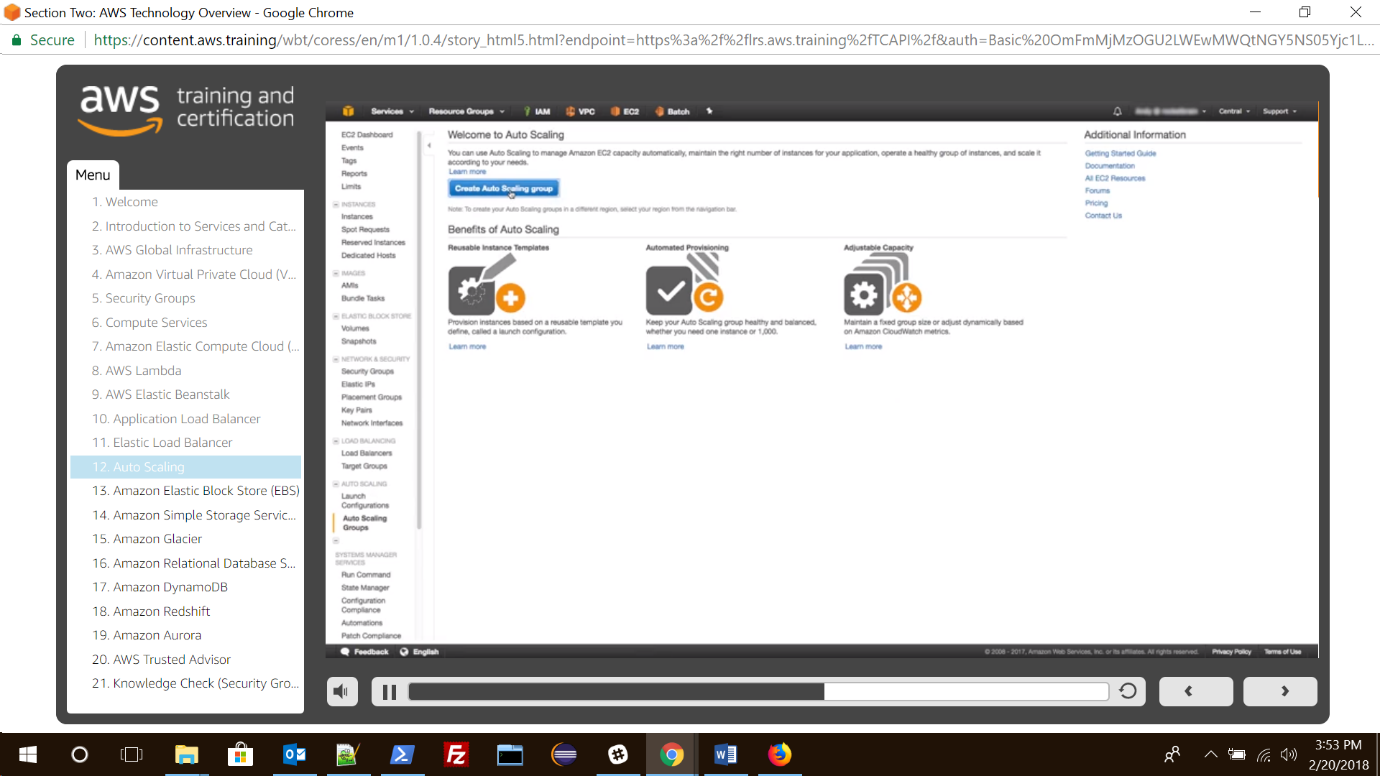 Section Two: AWS Technology Overview - Google Chrome
Secure
https://content.aws.training/wbt/coress/en/m1/1.0.4/story_html5.html?endpoint=https%3a%2f%2flrs.aws.training%2fTCAPI%2f&auth=Basic%20OmFmMjMzOGU2LWEwMWQtNGY5NS05Yjc1L...
aws training and
certification
Menu
1. Welcome
2. Introduction to Services and Cat...
3. AWS Global Infrastructure
4. Amazon Virtual Private Cloud (V...
5. Security Groups
6. Compute Services
7. Amazon Elastic Compute Cloud (...
8. AWS Lambda
9. AWS Elastic Beanstalk
10. Application Load Balancer
11. Elastic Load Balancer
12. Auto Scaling
13. Amazon Elastic Block Store (EBS)
14. Amazon Simple Storage Servic...
15. Amazon Glacier
16. Amazon Relational Database S...
17. Amazon DynamoDB
18. Amazon Redshift
19. Amazon Aurora
20. AWS Trusted Advisor
21. Knowledge Check (Security Gro...
Services Resource Groups IAM VPC EC2 Batch Central Support
EC2 Dashboard
Events
Tags
Reports
Limits
INSTANCES
Instances
Spot Requests
Reserved Instances
Dedicated Hosts
IMAGES
AMIs
Bundle Tasks
ELASTIC BLOCK STORE
Volumes
Snapshots
NETWORK & SECURITY
Security Groups
Elastic IPs
Placement Groups
Key Pairs
Network Interfaces
LOAD BALANCING
Load Balancers
Target Groups
AUTO SCALING
Launch
Configurations
Auto Scaling
Groups
SYSTEMS MANAGER
SERVICES
Run Command
State Manager
Configuration
Compliance
Automations
Patch Compliance
Welcome to Auto Scaling
You can use Auto Scaling to manage Amazon EC2 capacity automatically, maintain the right number of instances for your application, operate a healthy group of instances, and scale it
according to your needs.
Learn more
Create Auto Scaling group
Note: To create your Auto Scaling groups in a different region, select your region from the navigation bar.
Benefits of Auto Scaling
Reusable Instance Templates
Provision instances based on a reusable template you
define, called a launch configuration.
Learn more
Automated Provisioning
Keep your Auto Scaling group healthy and balanced,
whether you need one instance or 1,000.
Learn more
Adjustable Capacity
Maintain a fixed group size or adjust dynamically based
on Amazon CloudWatch metrics.
Learn more
Additional Information
Getting Started Guide
Documentation
All EC2 Resources
Forums
Pricing
Contact Us
Feedback English
© 2008 - 2017, Amazon Web Services, Inc. or its affiliates. All rights reserved. Privacy Policy Terms of Use
3:53 PM
2/20/2018